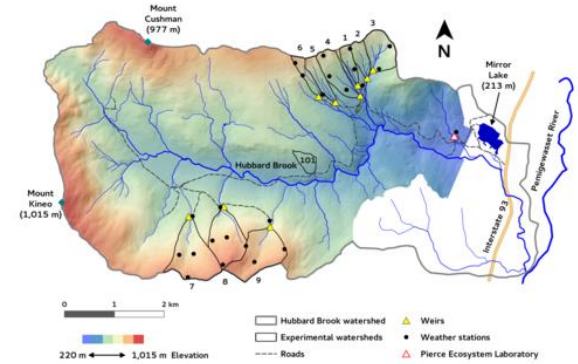 Mount
Cushman
(977 m)
6
5
4
1
2
3
N
Mirror
Lake
(213 m)
Hubbard Brook
101
Pemigewasset River
Interstate 93
Mount
Kineo
(1,015 m)
7
8
9
0 1 2 km
220 m 1,015 m Elevation
Hubbard Brook watershed
Experimental watersheds
Roads
Weirs
Weather stations
Pierce Ecosystem Laboratory